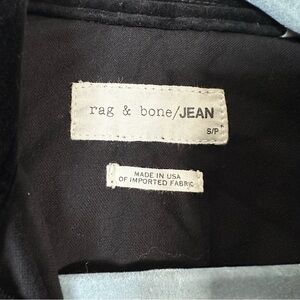 rag & bone/JEAN
S/P
MADE IN USA
OF IMPORTED FABRIC